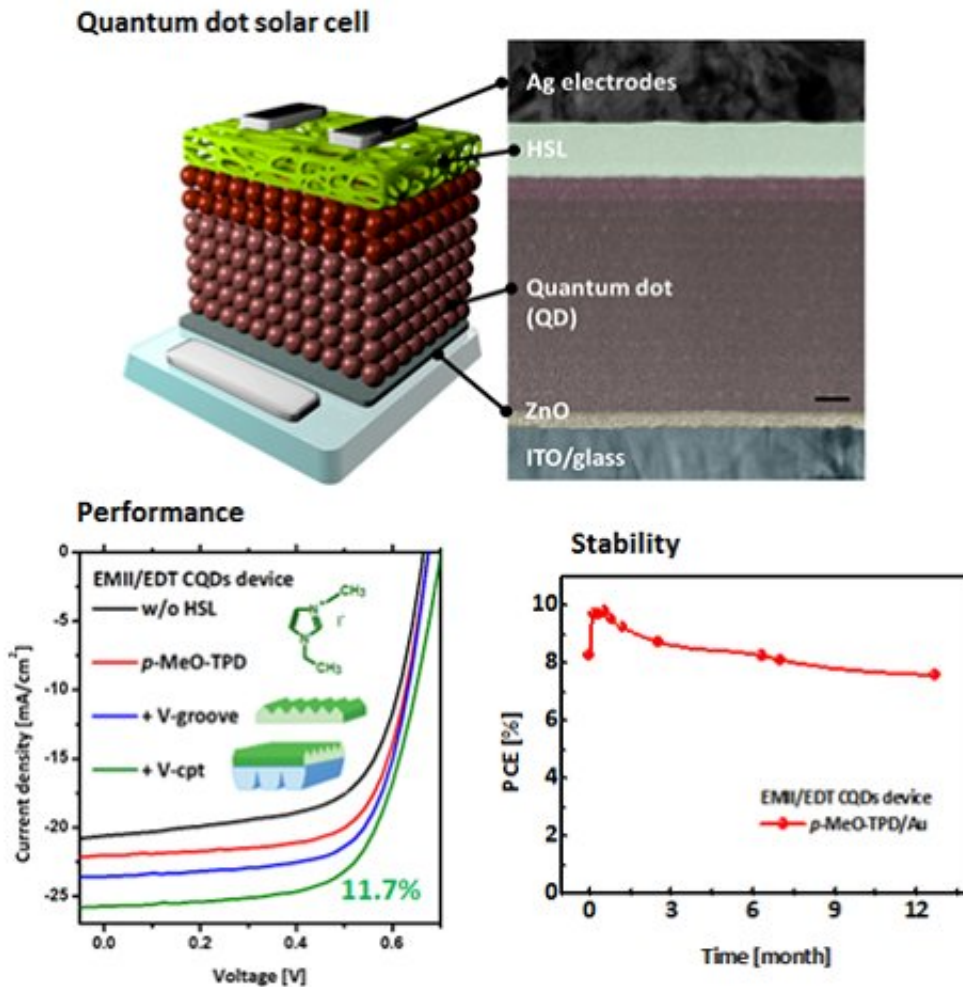 Quantum dot solar cell
Ag electrodes
HSL
Quantum dot
(QD)
ZnO
ITO/glass
Performance
EMII/EDT CQDs device
w/o HSL
p-MeO-TPD
+ V-groove
+ V-cpt
N
CH3
I-
N
CH3
11.7%
0
-5
-10
-15
-20
-25
0.0
0.2
0.4
0.6
Current density [mA/cm2]
Voltage [V]
Stability
10
8
6
4
2
0
0
3
6
9
12
PCE [%]
Time [month]
EMII/EDT CQDs device
p-MeO-TPD/Au